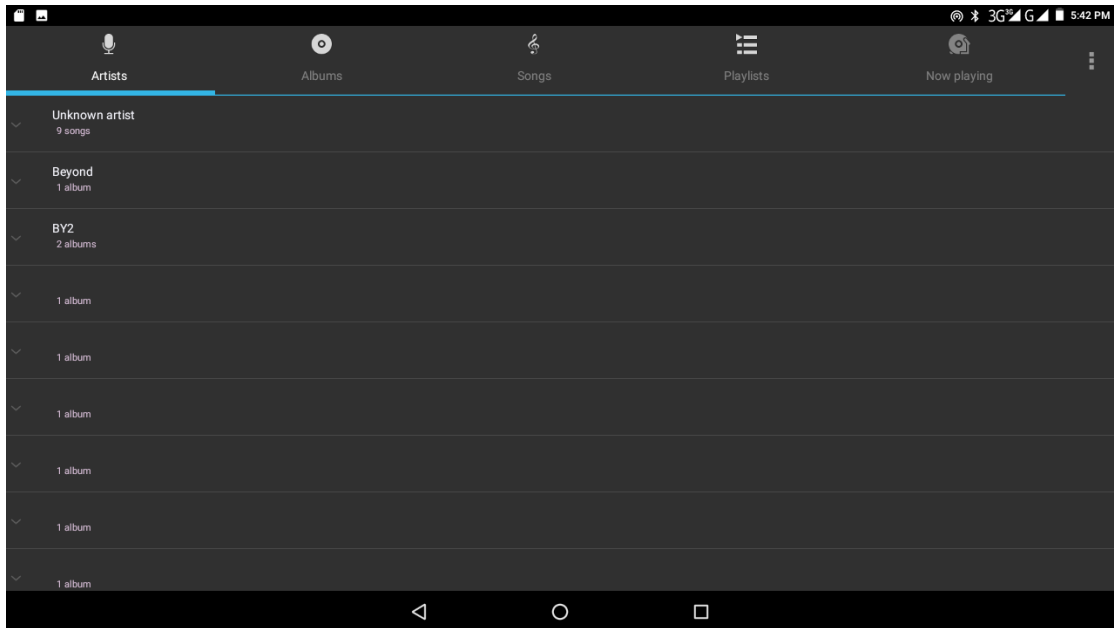 3G 3G G 5:42 PM
Artists Albums Songs Playlists Now playing
Unknown artist
9 songs
Beyond
1 album
BY2
2 albums
1 album
1 album
1 album
1 album
1 album
1 album